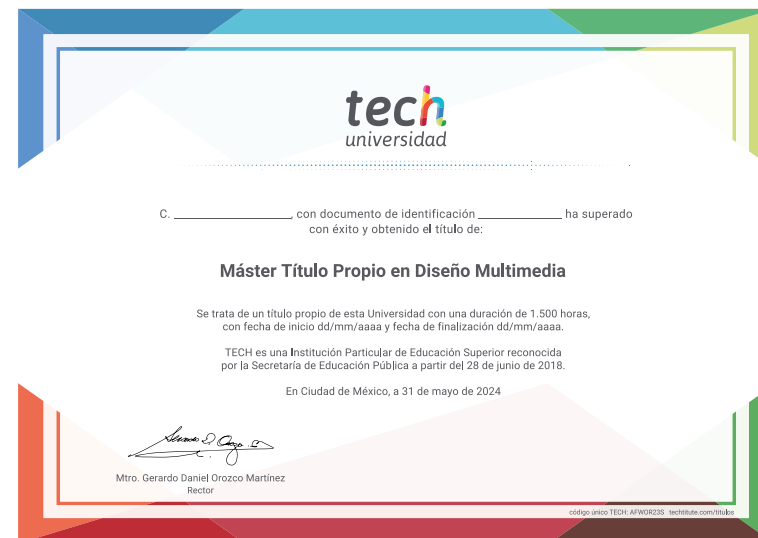 tech
universidad
C. ____________________, con documento de identificación ______________ ha superado
con éxito y obtenido el título de:
Máster Título Propio en Diseño Multimedia
Se trata de un título propio de esta Universidad con una duración de 1.500 horas,
con fecha de inicio dd/mm/aaaa y fecha de finalización dd/mm/aaaa.
TECH es una Institución Particular de Educación Superior reconocida
por la Secretaría de Educación Pública a partir del 28 de junio de 2018.
En Ciudad de México, a 31 de mayo de 2024
Mtro. Gerardo Daniel Orozco Martínez
Rector
código único TECH: AFWOR23S techtitute.com/titulos